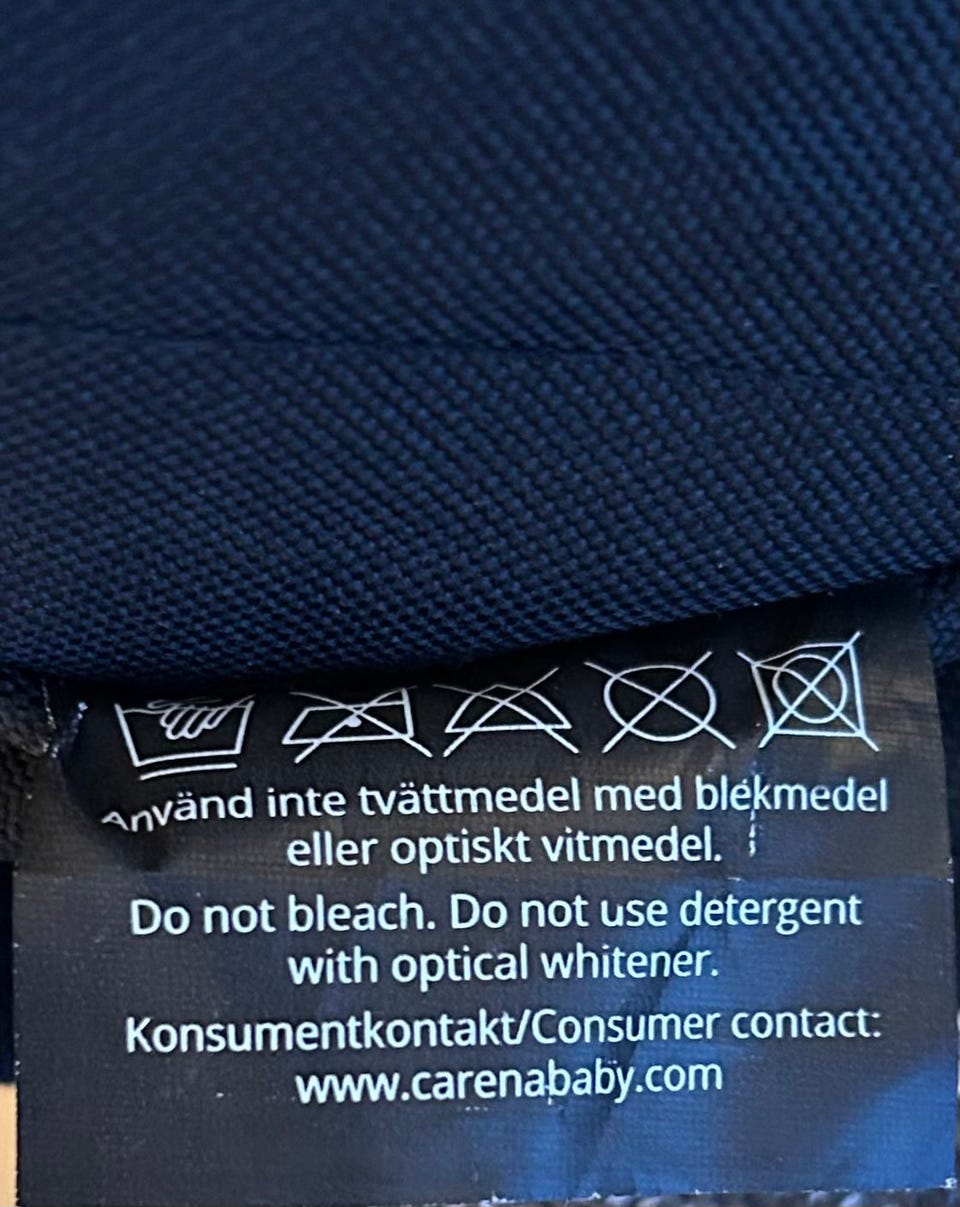 Använd inte tvättmedel med blekmedel
eller optiskt vitmedel.
Do not bleach. Do not use detergent
with optical whitener.
Konsumentkontakt/Consumer contact:
www.carenababy.com